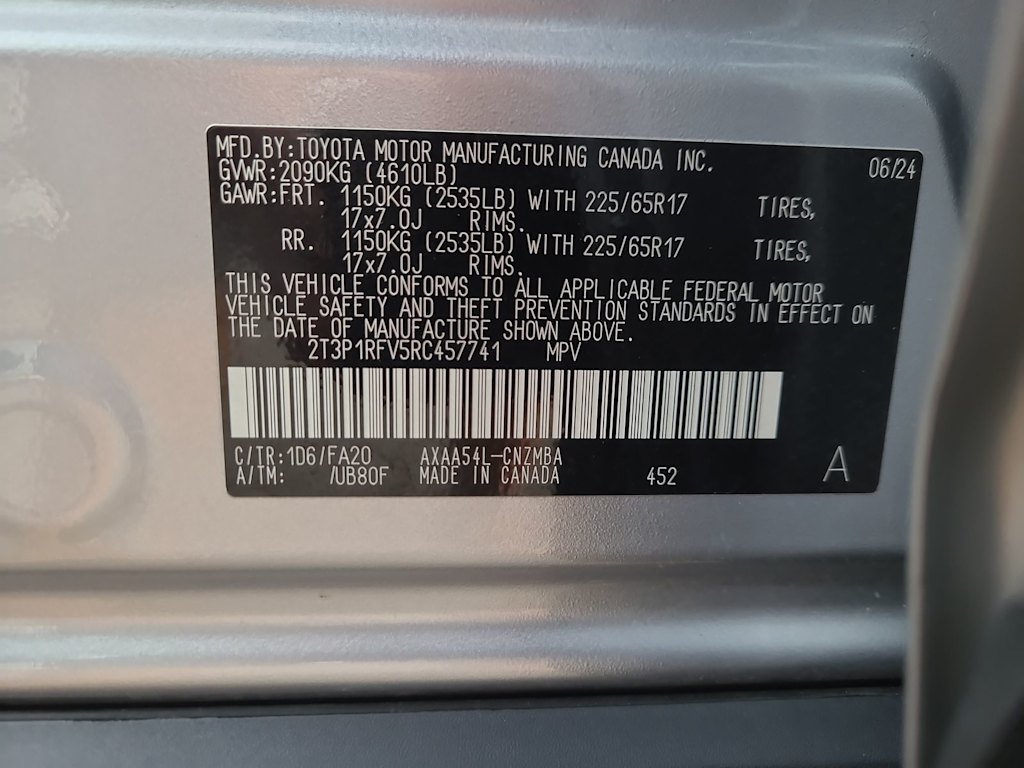 MFD.BY:TOYOTA MOTOR MANUFACTURING CANADA INC. 06/24
GVWR:2090KG (4610LB)
GAWR:FRT. 1150KG (2535LB) WITH 225/65R17 TIRES,
17x7.0J RIMS.
RR. 1150KG (2535LB) WITH 225/65R17 TIRES,
17x7.0J RIMS.
THIS VEHICLE CONFORMS TO ALL APPLICABLE FEDERAL MOTOR
VEHICLE SAFETY AND THEFT PREVENTION STANDARDS IN EFFECT ON
THE DATE OF MANUFACTURE SHOWN ABOVE.
2T3P1RFV5RC457741 MPV
C/TR:1D6/FA20 AXAA54L-CNZMBA
A/TM: /UB80F MADE IN CANADA 452 A